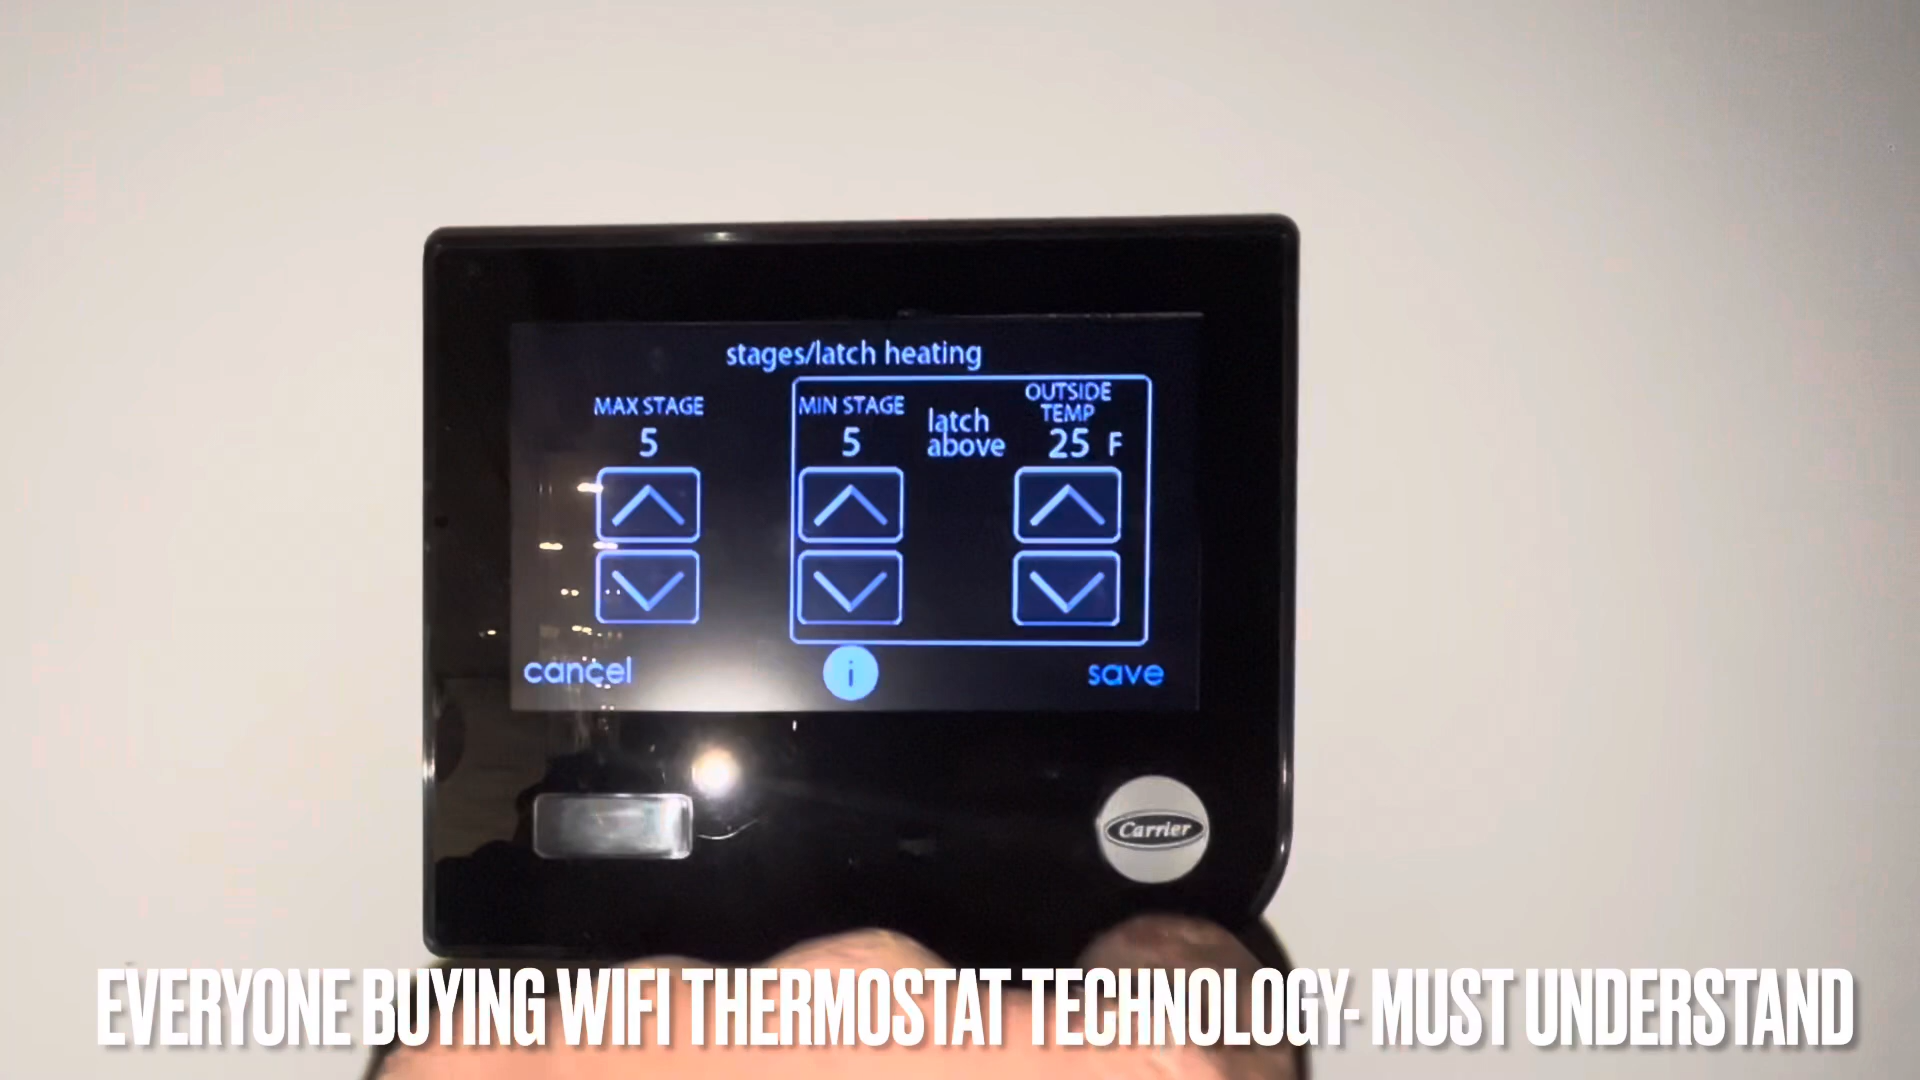 stages/latch heating
MAX STAGE
5
MIN STAGE
5
latch
above
OUTSIDE
TEMP
25 F
cancel
i
save
Carrier
EVERYONE BUYING WIFI THERMOSTAT TECHNOLOGY- MUST UNDERSTAND